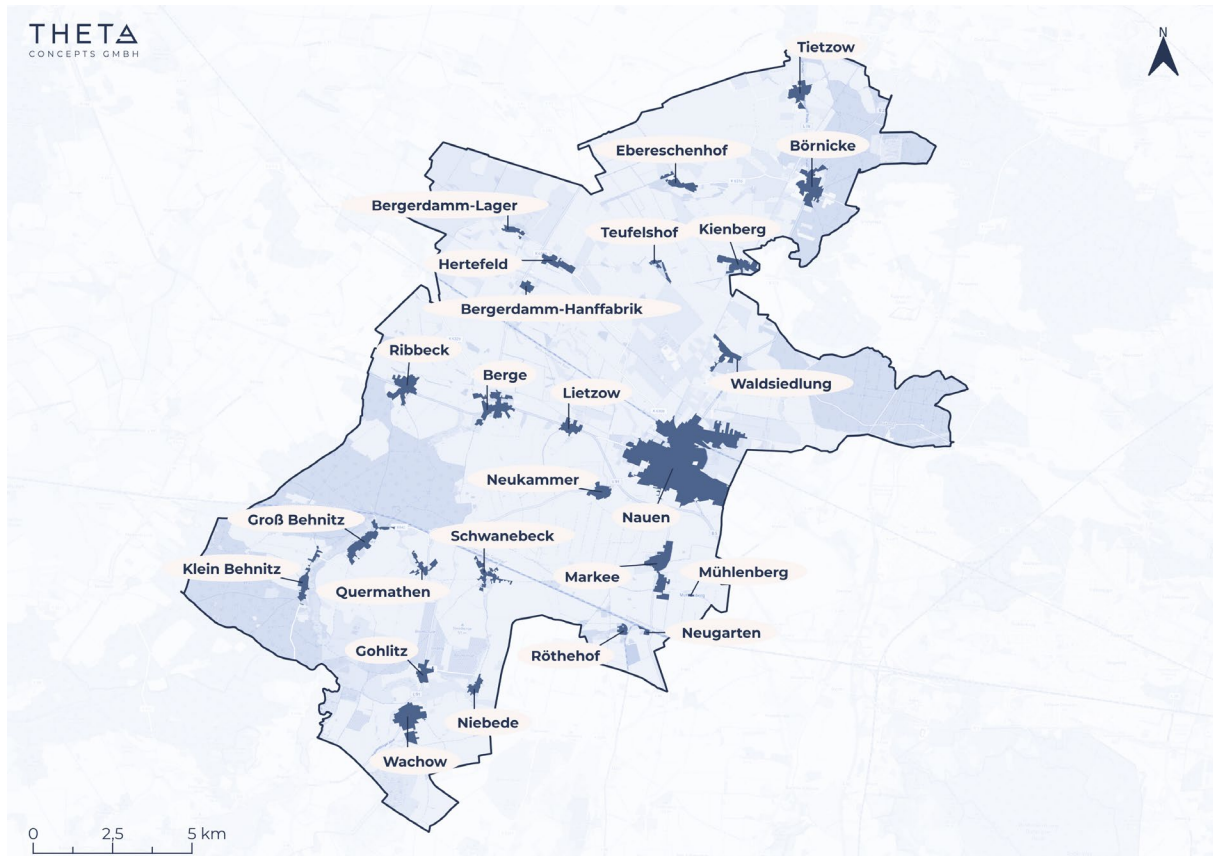 THETA
CONCEPTS GMBH
N
Tietzow
Börnicke
Ebereschenhof
Bergerdamm-Lager
Teufelshof
Kienberg
Hertefeld
Bergerdamm-Hanffabrik
Ribbeck
Berge
Lietzow
Waldsiedlung
Neukammer
Nauen
Groß Behnitz
Schwanebeck
Klein Behnitz
Quermathen
Markee
Mühlenberg
Neugarten
Röthehof
Gohlitz
Niebede
Wachow
0 2,5 5 km